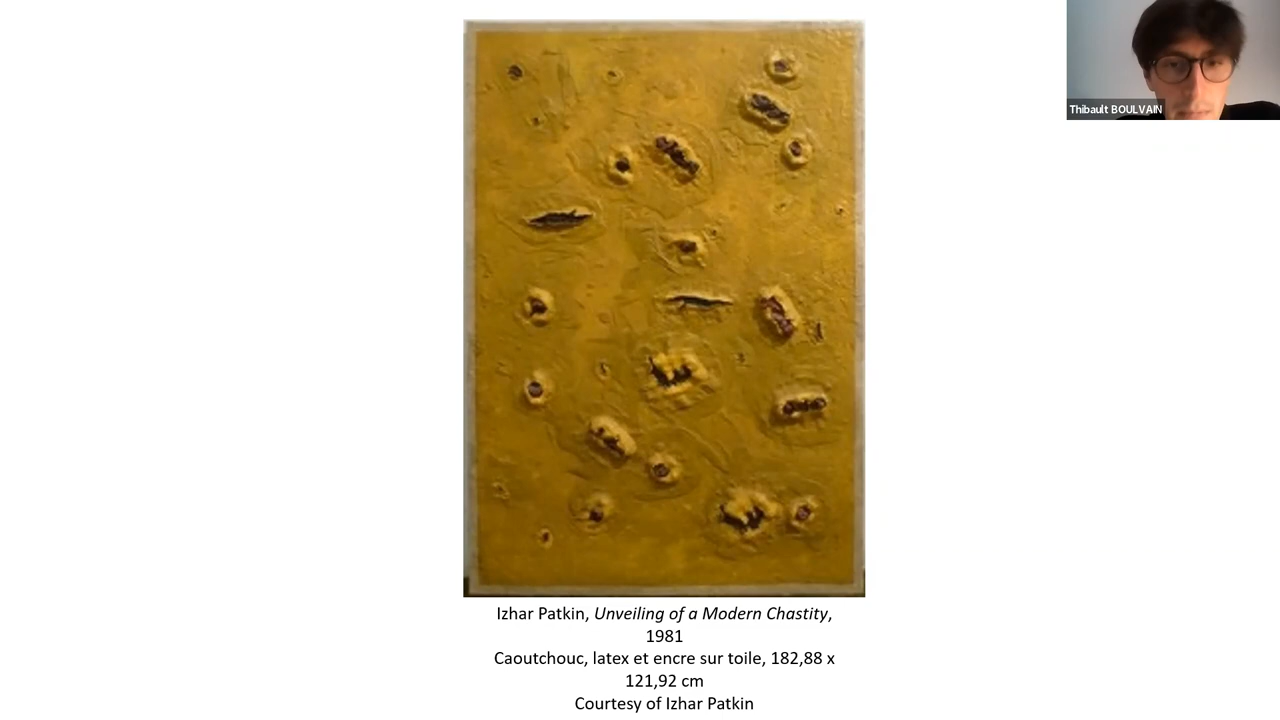 Thibault BOULVAIN
Izhar Patkin, Unveiling of a Modern Chastity,
1981
Caoutchouc, latex et encre sur toile, 182,88 x
121,92 cm
Courtesy of Izhar Patkin